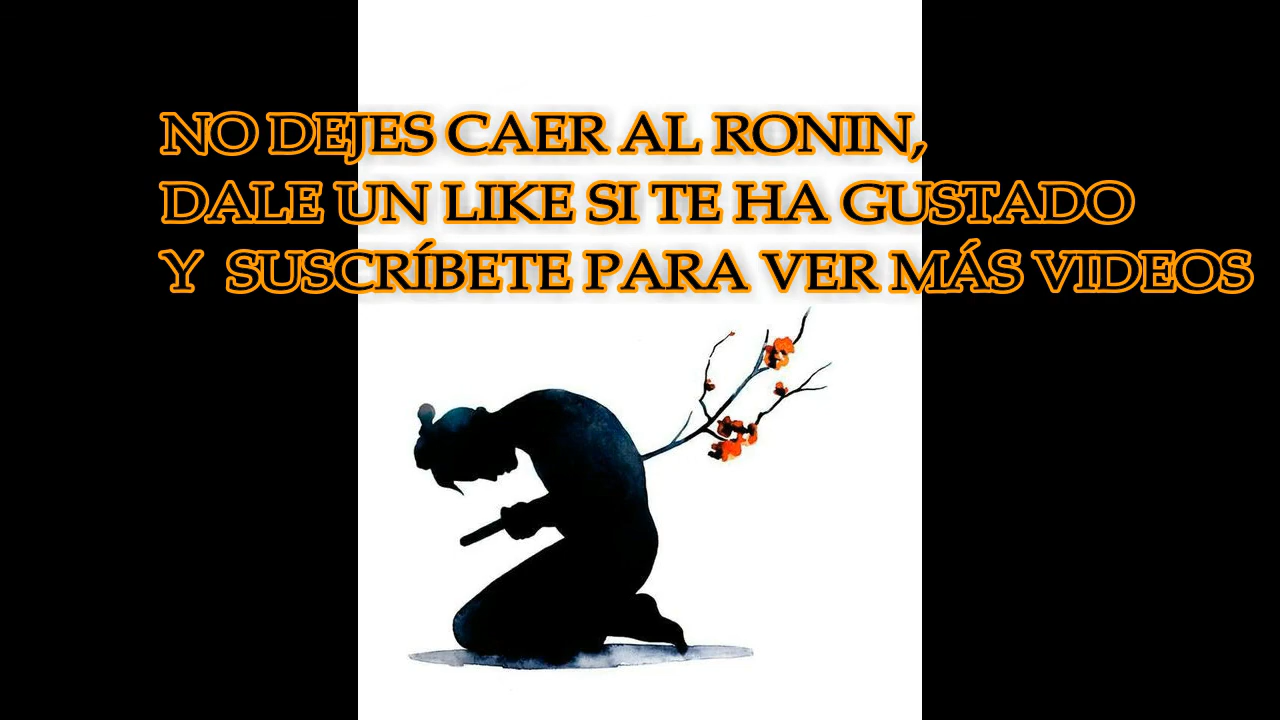 NO DEJES CAER AL RONIN,
DALE UN LIKE SI TE HA GUSTADO
Y SUSCRÍBETE PARA VER MÁS VIDEOS